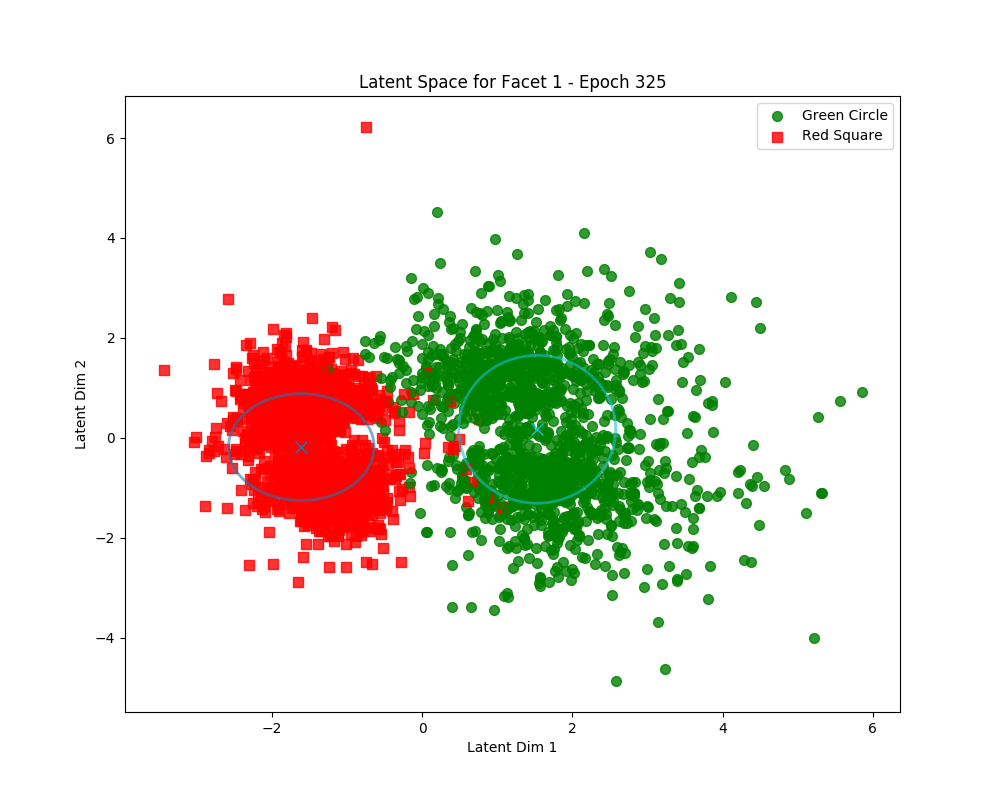 Latent Space for Facet 1 - Epoch 325
Green Circle
Red Square
6
4
2
0
−2
−4
Latent Dim 2
−2
0
2
4
6
Latent Dim 1